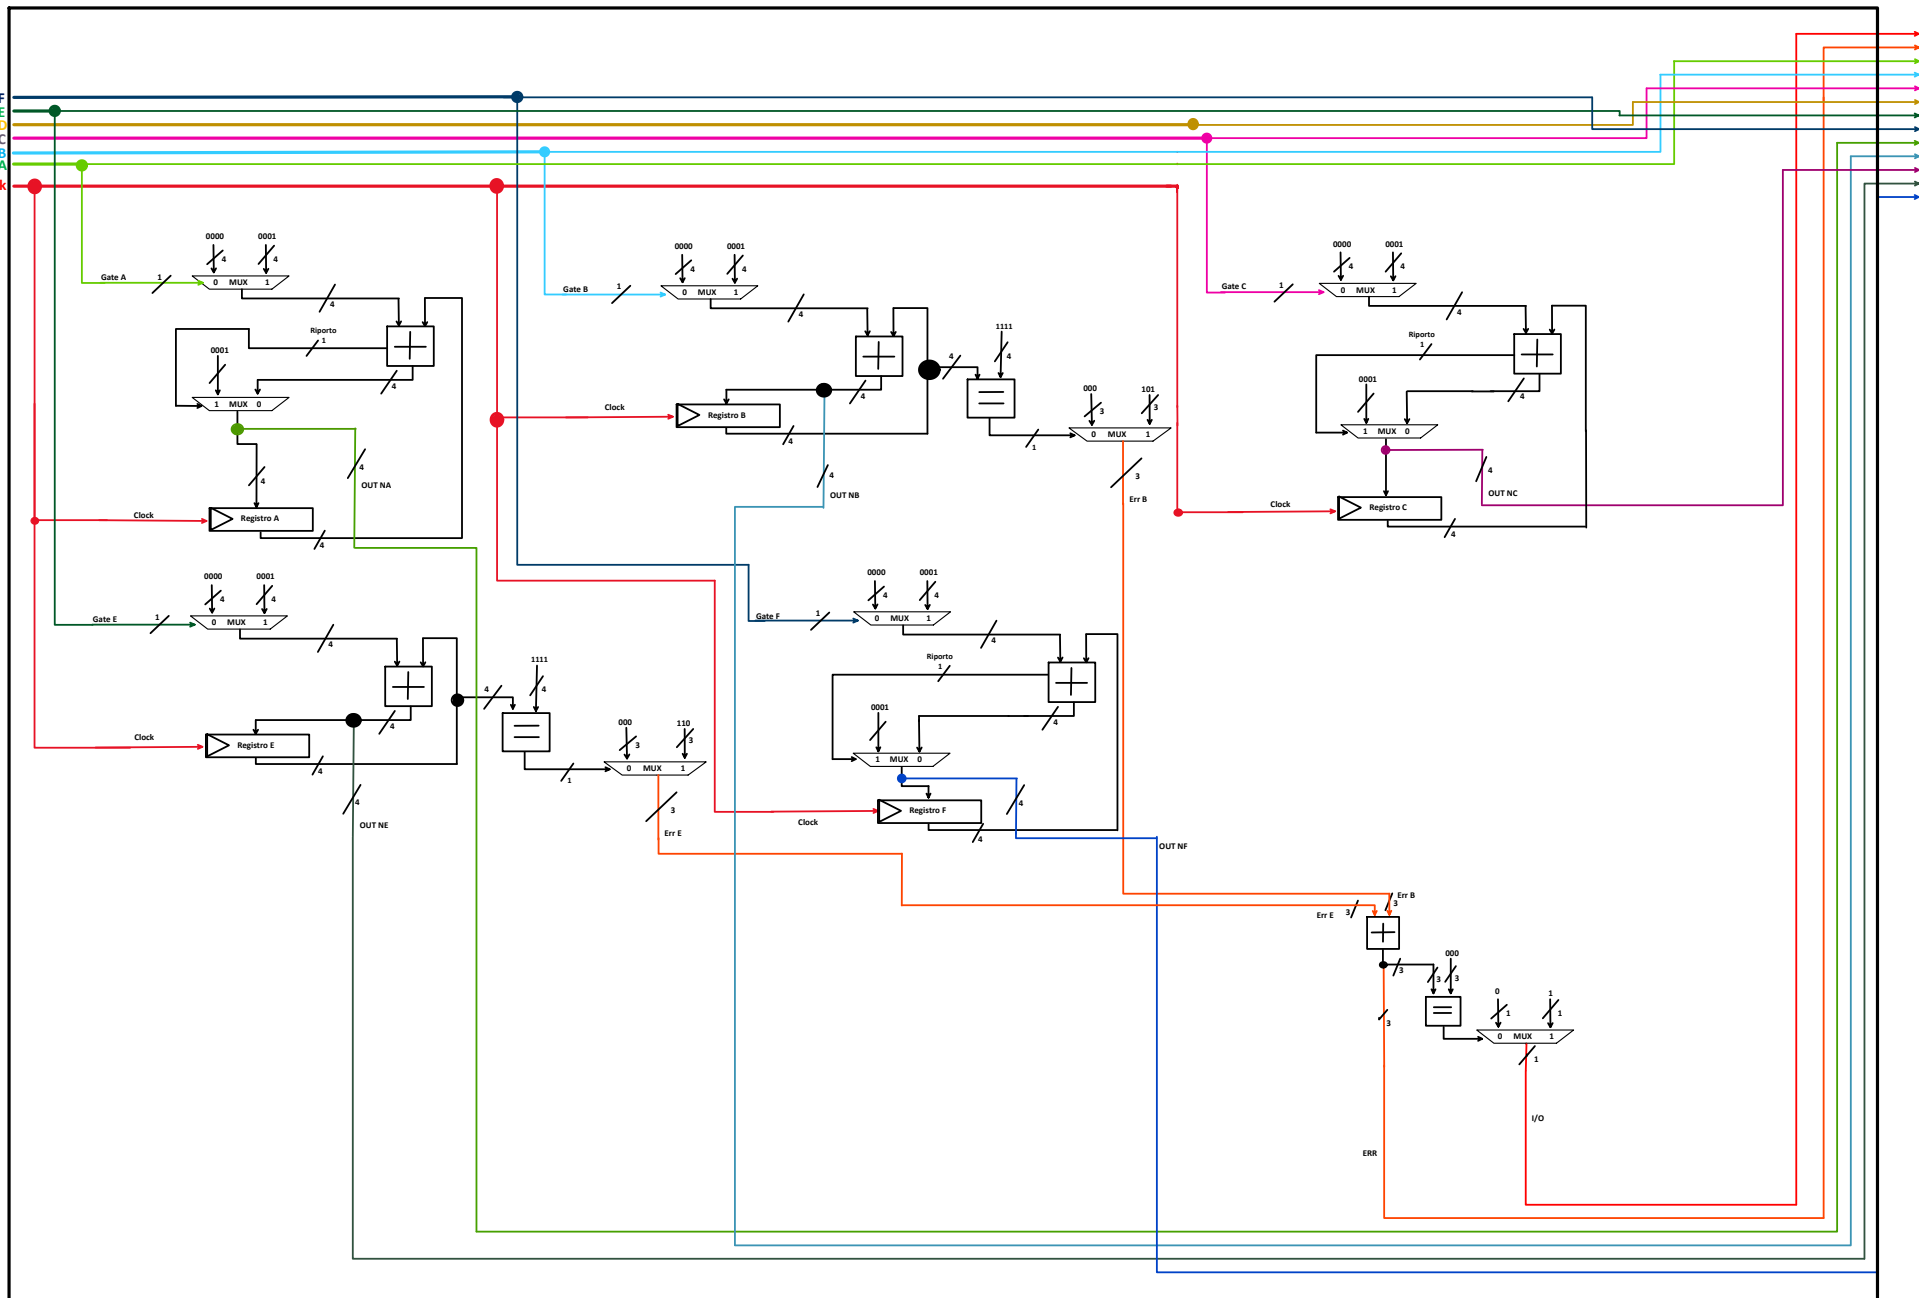 F
E
D
C
B
A
k
0000 0001
4 4
Gate A 1
0 MUX 1
4
Riporto
1
0001
4
1 MUX 0
4
4
OUT NA
Clock
Registro A
4
0000 0001
4 4
Gate B 1
0 MUX 1
4
1111
4
4
4
Clock
Registro B
4
000 101
3 3
0 MUX 1
1
3
Err B
4
OUT NB
0000 0001
4 4
Gate C 1
0 MUX 1
4
Riporto
1
0001
4
1 MUX 0
4
OUT NC
Clock
Registro C
4
0000 0001
4 4
Gate E 1
0 MUX 1
4
1111
4
4
4
Clock
Registro E
4
000 110
3 3
0 MUX 1
1
3
Err E
4
OUT NE
0000 0001
4 4
Gate F 1
0 MUX 1
4
Riporto
1
0001
4
1 MUX 0
4
Registro F
Clock
4
OUT NF
Err B
3
Err E 3
000
3
3
3
3
0 1
1 1
0 MUX 1
1
I/O
ERR